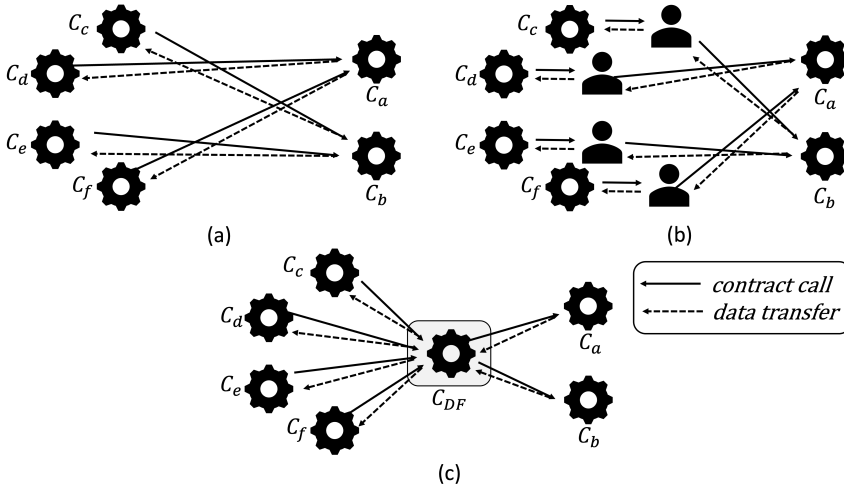 C_c
C_d
C_e
C_f
C_a
C_b
(a)
C_c
C_d
C_e
C_f
C_a
C_b
(b)
C_c
C_d
C_e
C_f
C_DF
C_a
C_b
(c)
contract call
data transfer